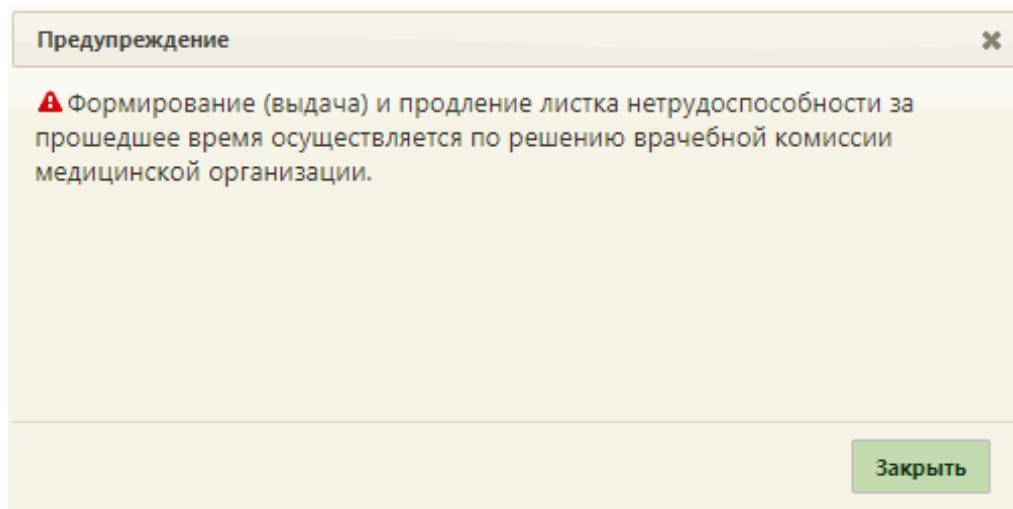 Предупреждение
Формирование (выдача) и продление листка нетрудоспособности за
прошедшее время осуществляется по решению врачебной комиссии
медицинской организации.
Закрыть